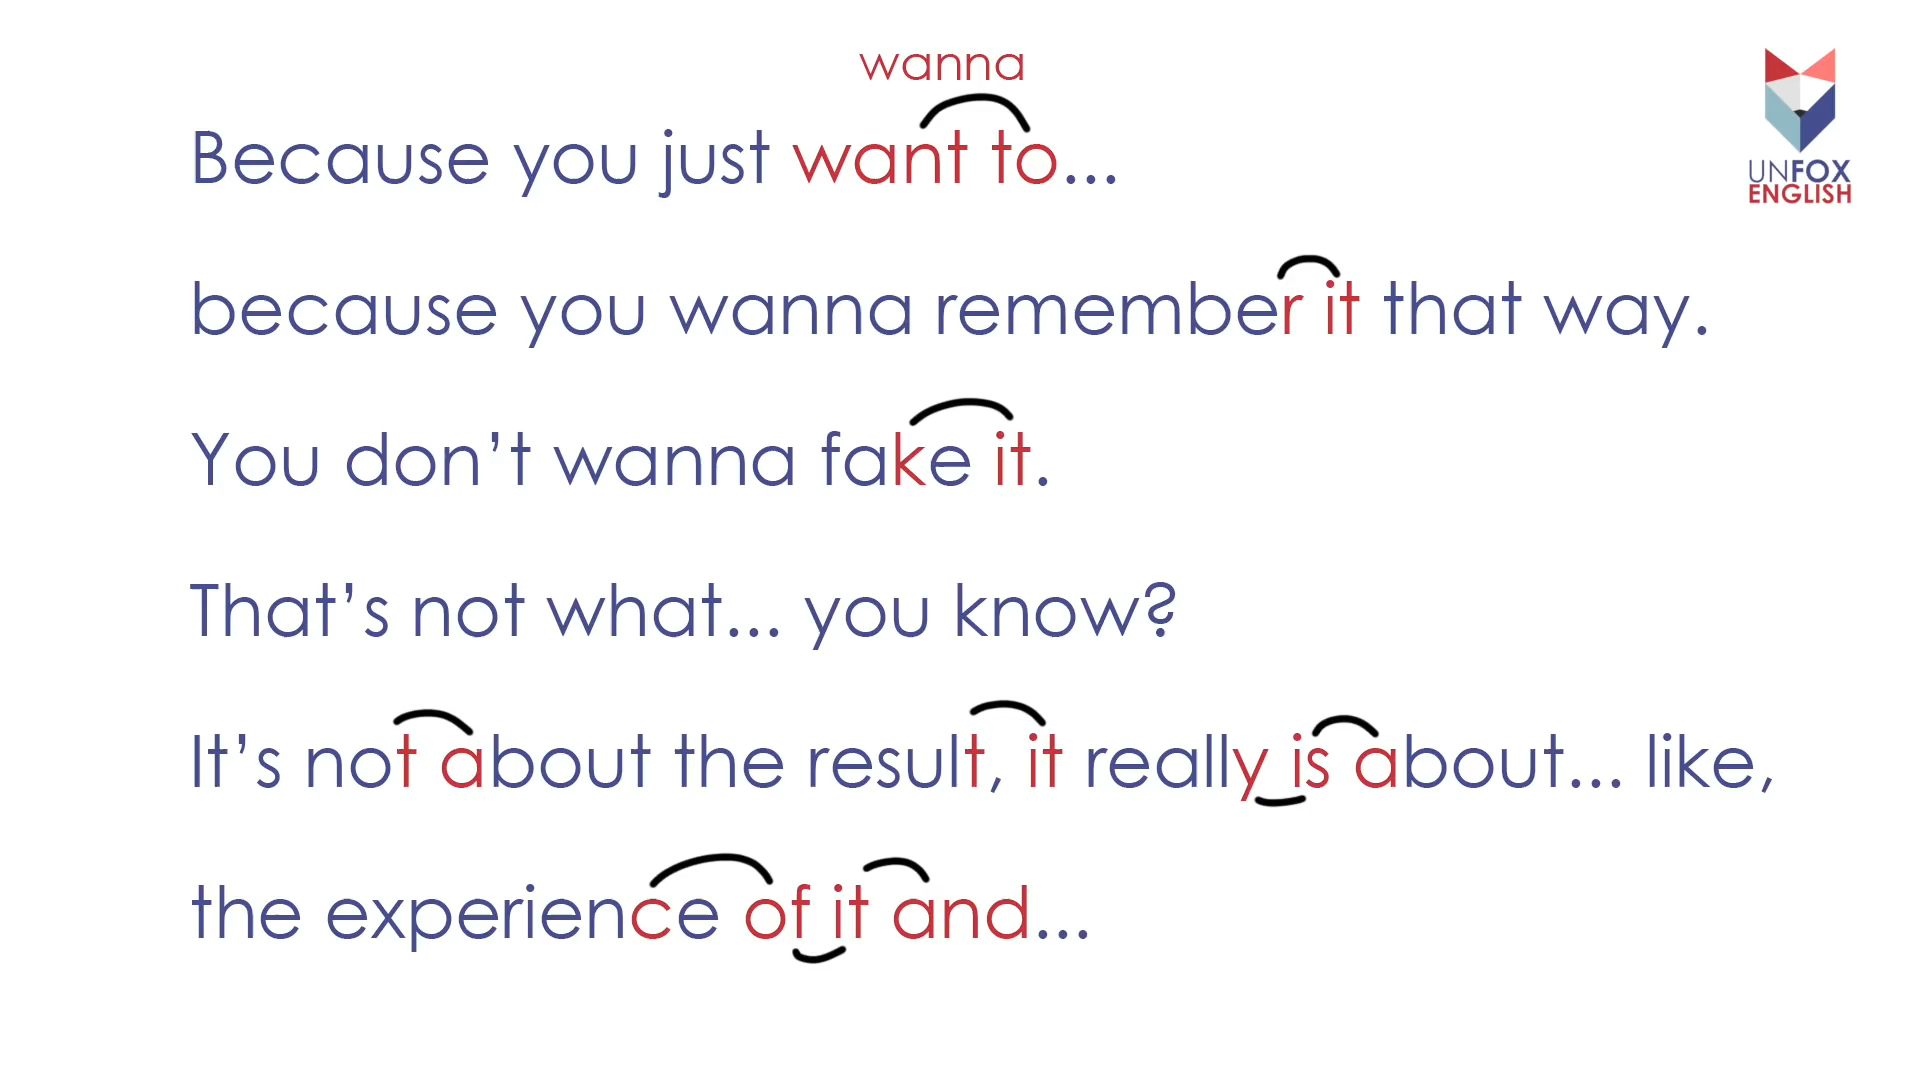 wanna
Because you just want to...
because you wanna remember it that way.
You don’t wanna fake it.
That’s not what... you know?
It’s not about the result, it really is about... like,
the experience of it and...
UNFOX
ENGLISH